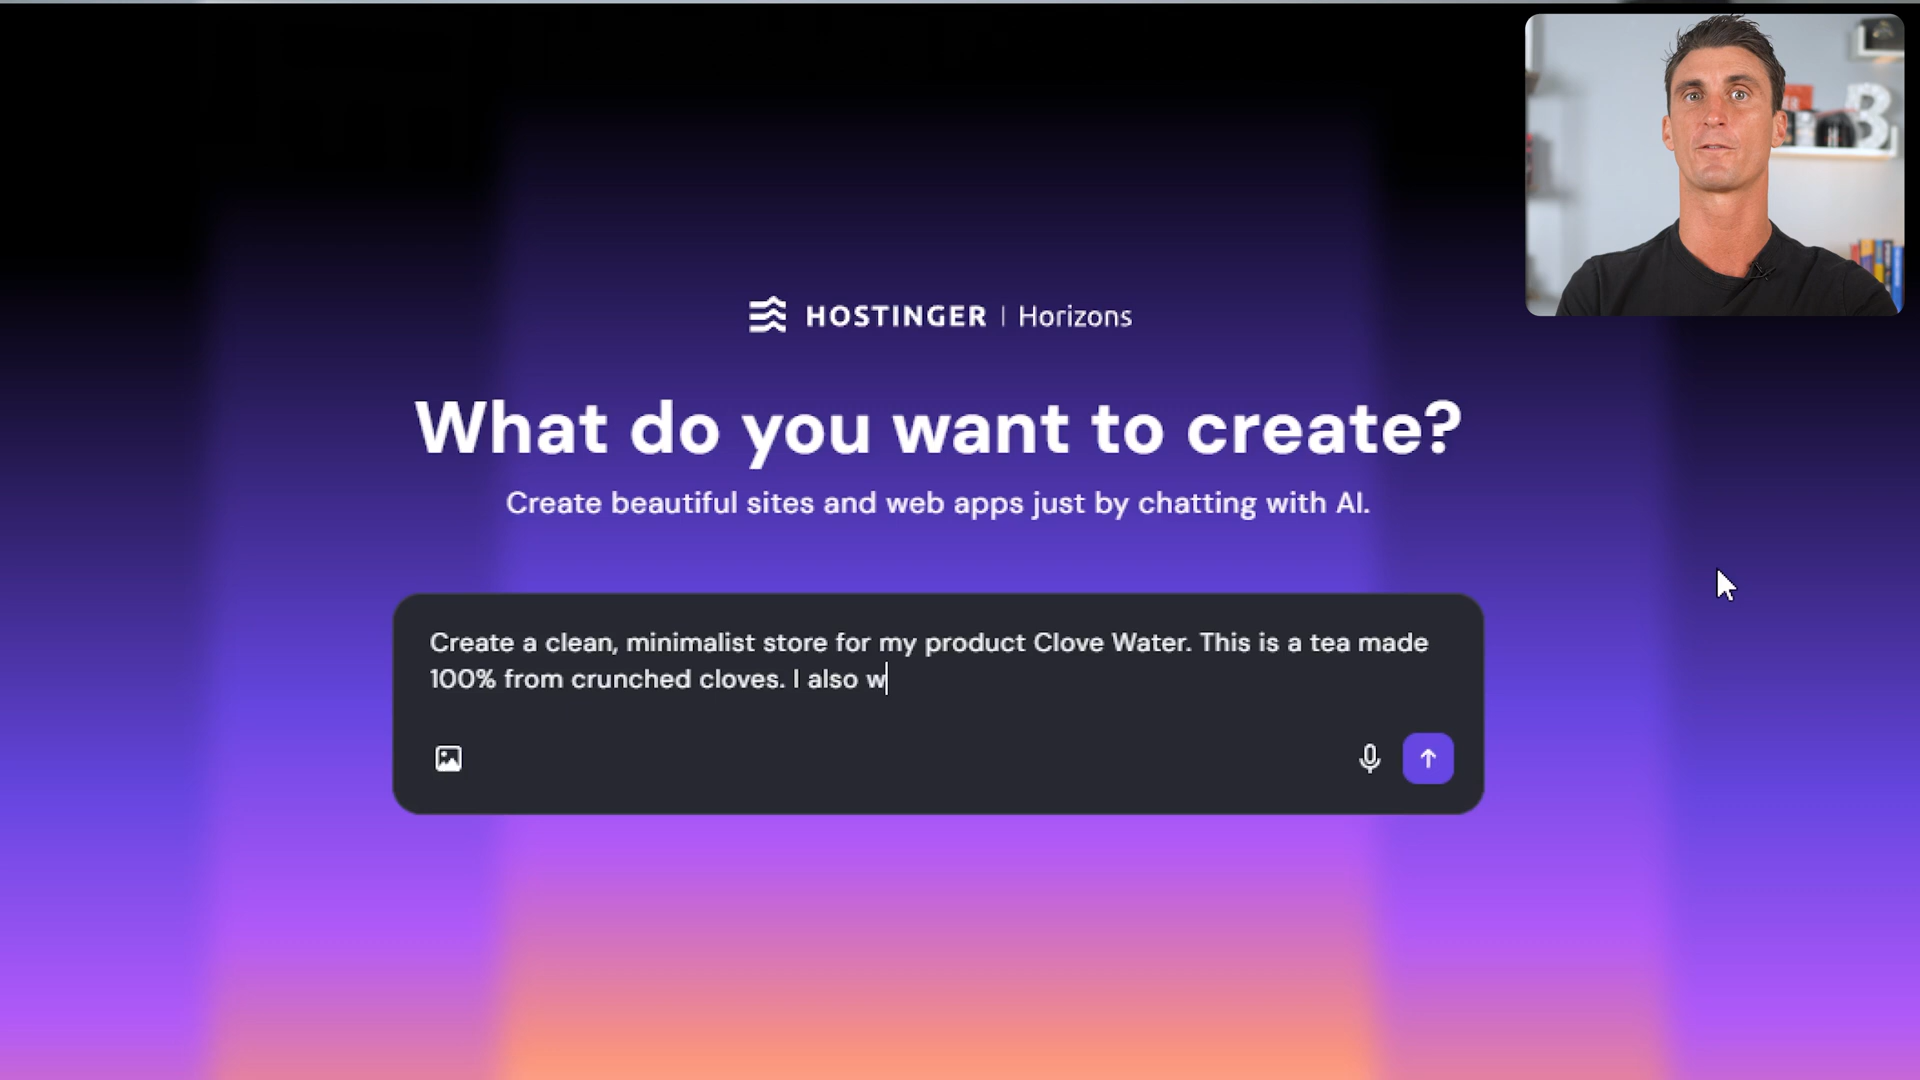 HOSTINGER | Horizons
What do you want to create?
Create beautiful sites and web apps just by chatting with AI.
Create a clean, minimalist store for my product Clove Water. This is a tea made
100% from crunched cloves. I also w
B